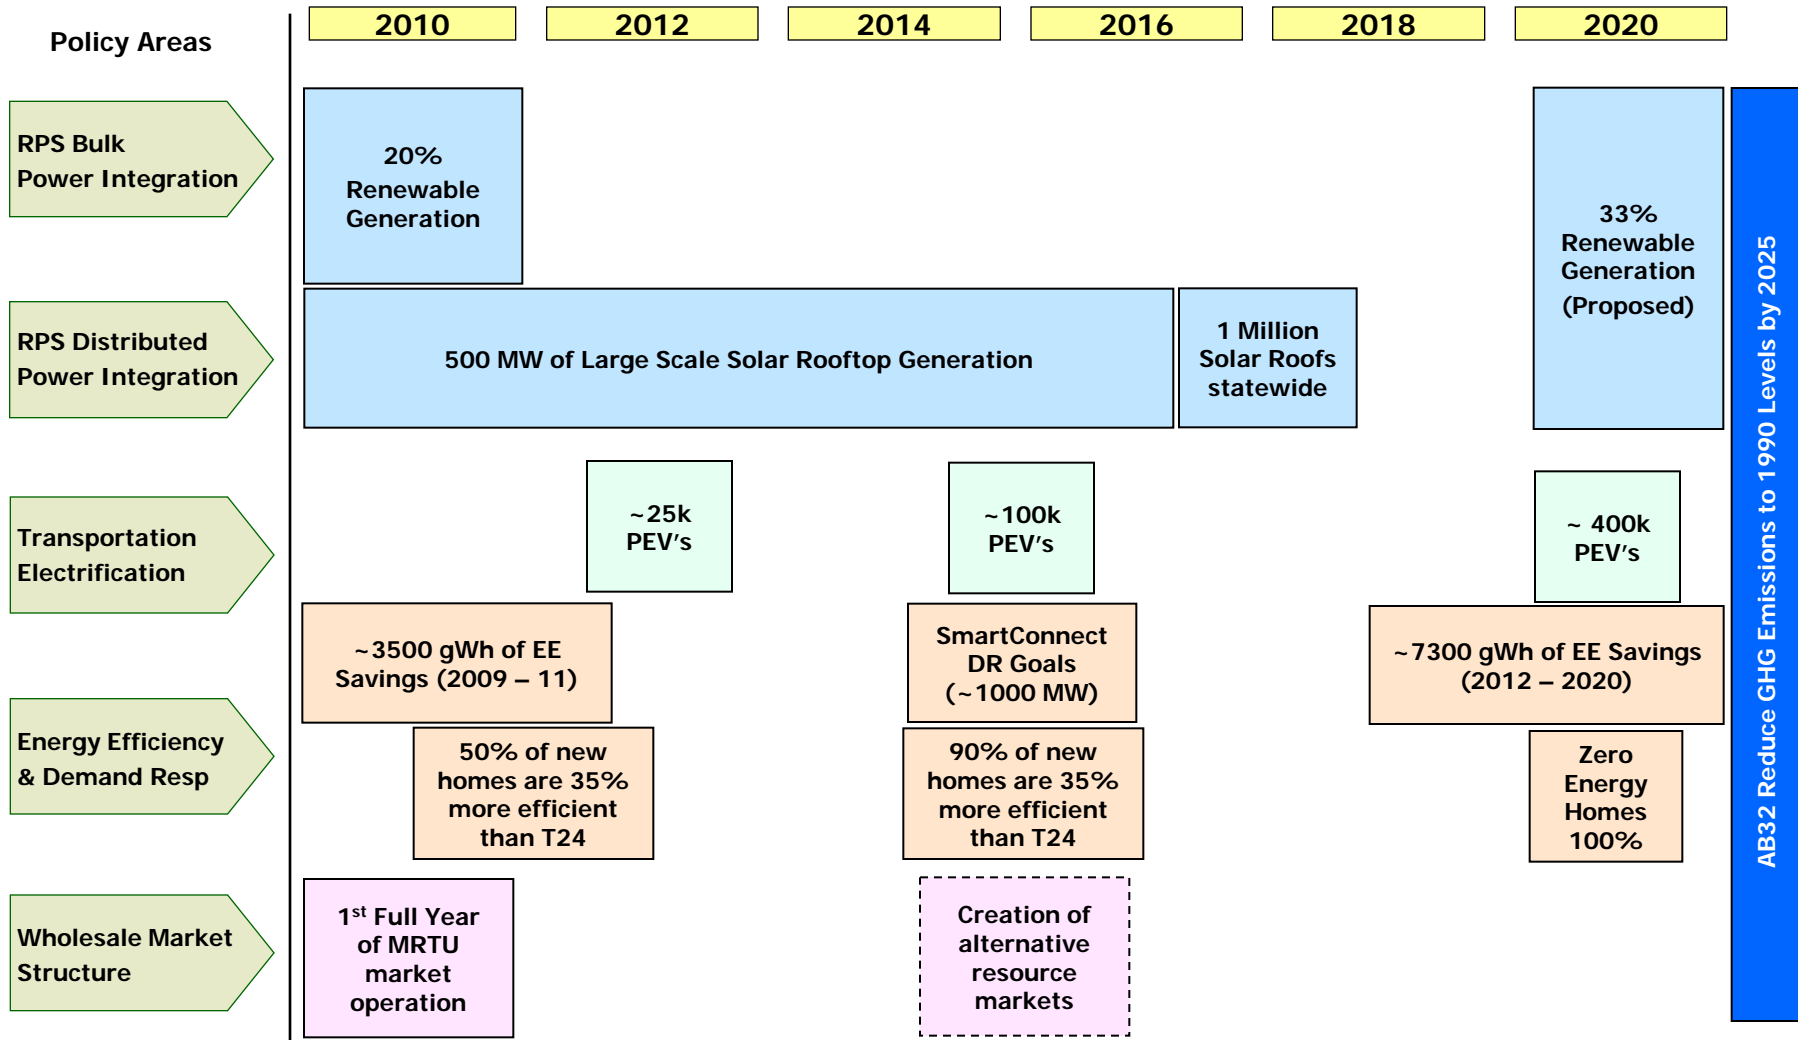 Policy Areas
2010
2012
2014
2016
2018
2020
RPS Bulk
Power Integration
20%
Renewable
Generation
33%
Renewable
Generation
(Proposed)
RPS Distributed
Power Integration
500 MW of Large Scale Solar Rooftop Generation
1 Million
Solar Roofs
statewide
Transportation
Electrification
~25k
PEV’s
~100k
PEV’s
~ 400k
PEV’s
Energy Efficiency
& Demand Resp
~3500 gWh of EE
Savings (2009 – 11)
SmartConnect
DR Goals
(~1000 MW)
~7300 gWh of EE Savings
(2012 – 2020)
50% of new
homes are 35%
more efficient
than T24
90% of new
homes are 35%
more efficient
than T24
Zero
Energy
Homes
100%
Wholesale Market
Structure
1st Full Year
of MRTU
market
operation
Creation of
alternative
resource
markets
AB32 Reduce GHG Emissions to 1990 Levels by 2025